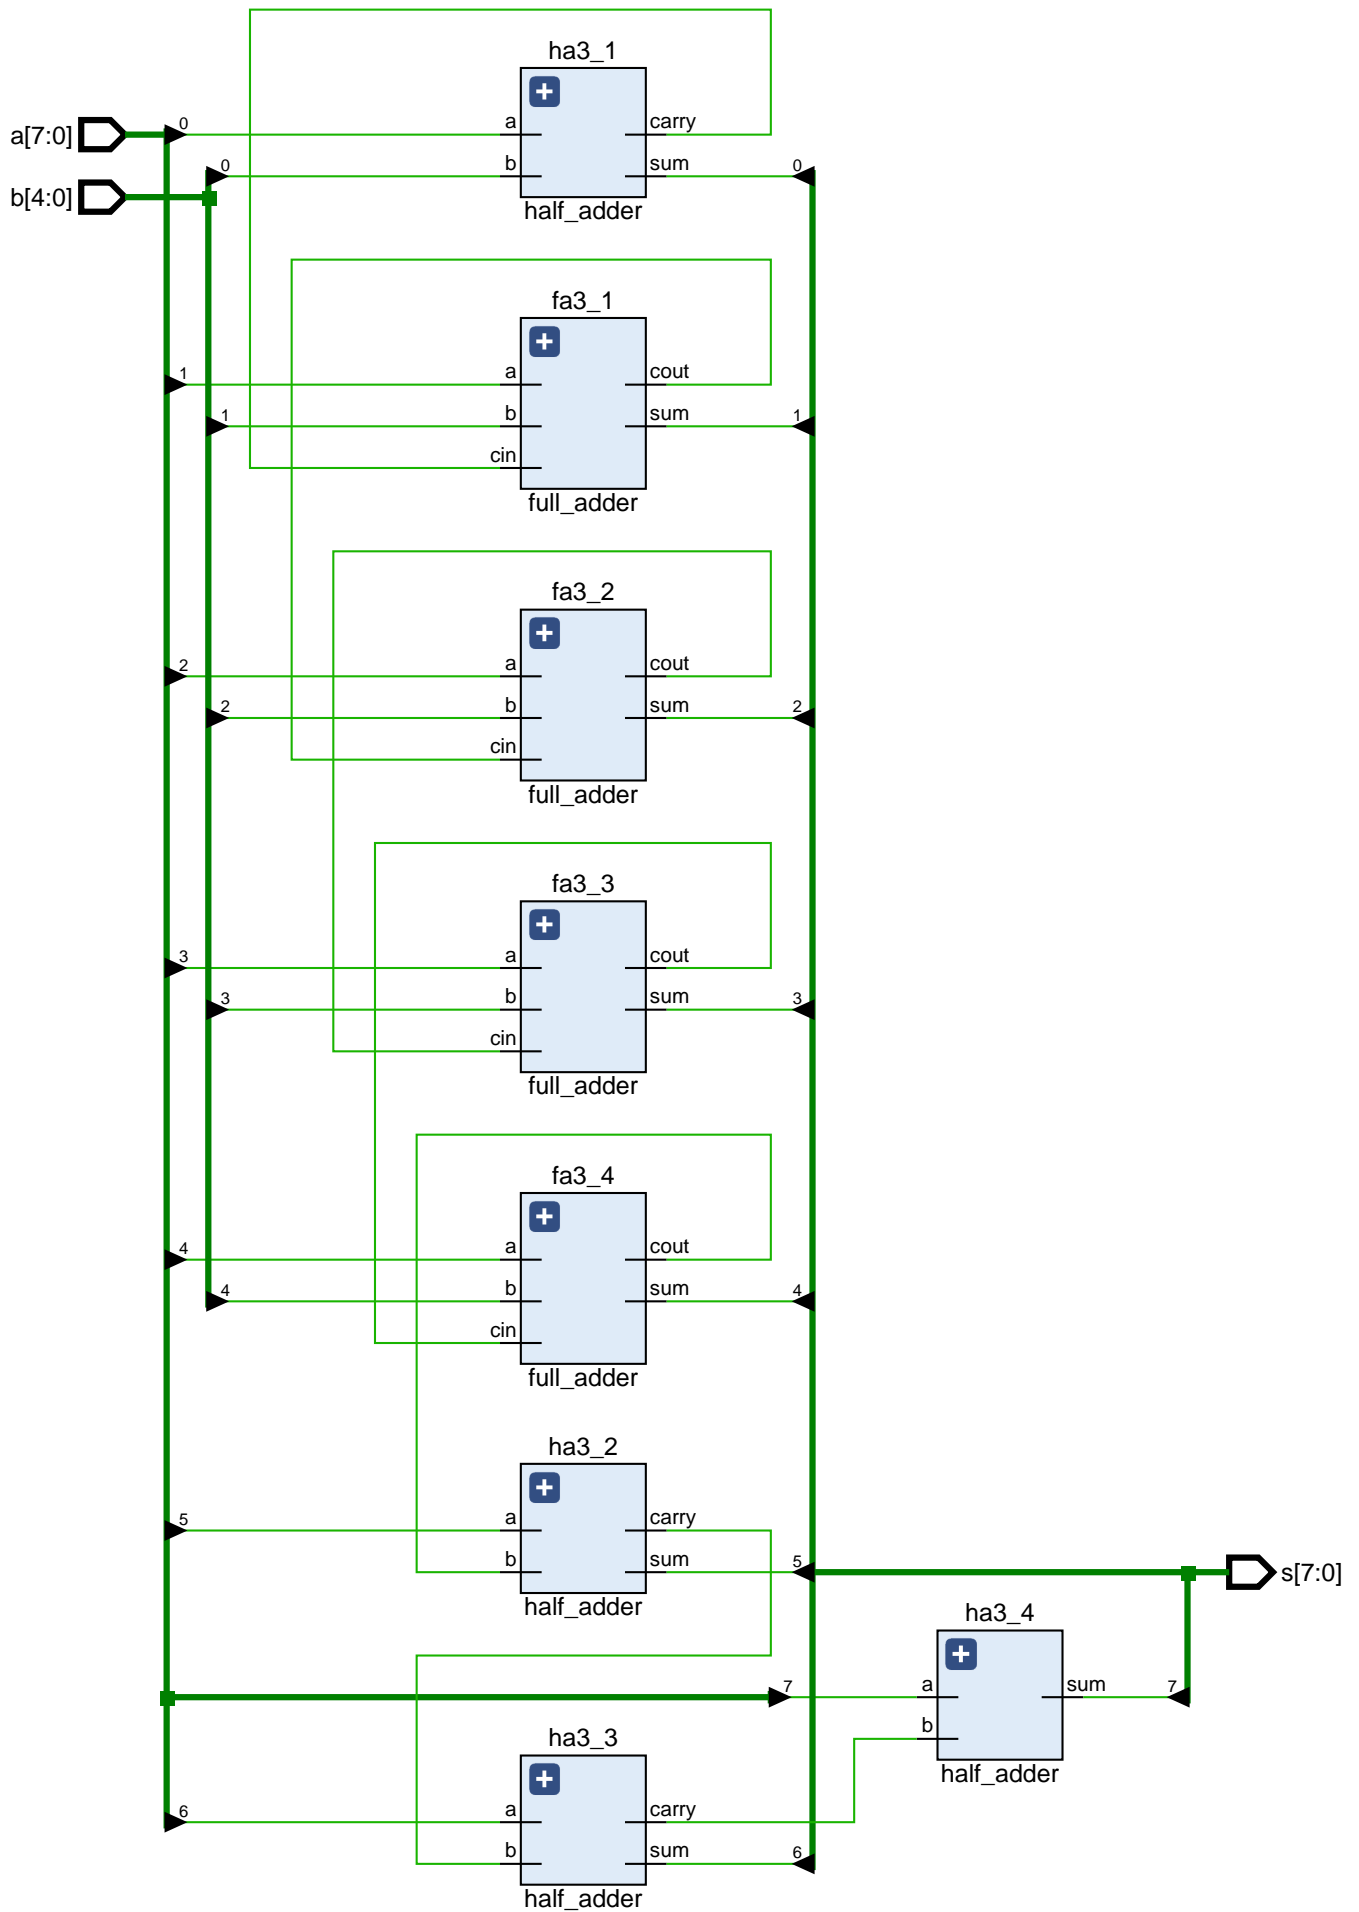 ha3_1
a[7:0]
0
a
carry
b[4:0]
0
b
sum
0
half_adder
fa3_1
1
a
cout
1
b
sum
1
cin
full_adder
fa3_2
2
a
cout
2
b
sum
2
cin
full_adder
fa3_3
3
a
cout
3
b
sum
3
cin
full_adder
fa3_4
4
a
cout
4
b
sum
4
cin
full_adder
ha3_2
5
a
carry
b
sum
5
s[7:0]
half_adder
ha3_4
7
a
sum
7
b
half_adder
ha3_3
6
a
carry
b
sum
6
half_adder